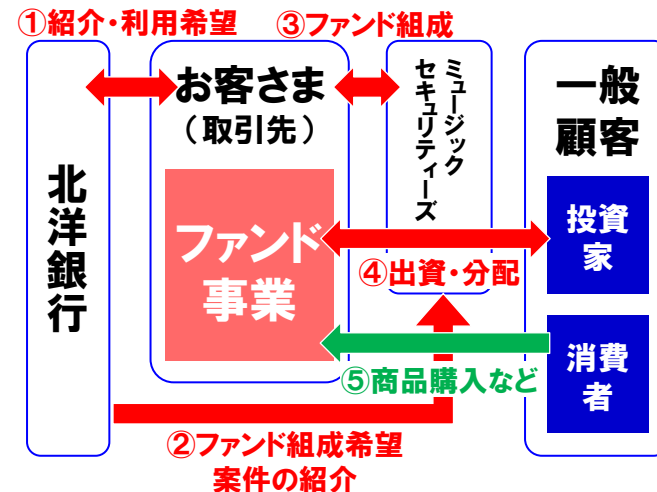 ①紹介・利用希望
③ファンド組成
北洋銀行
お客さま
（取引先）
ファンド
事業
ミュージック
セキュリティーズ
一般
顧客
投資
家
④出資・分配
消費
者
⑤商品購入など
②ファンド組成希望
案件の紹介